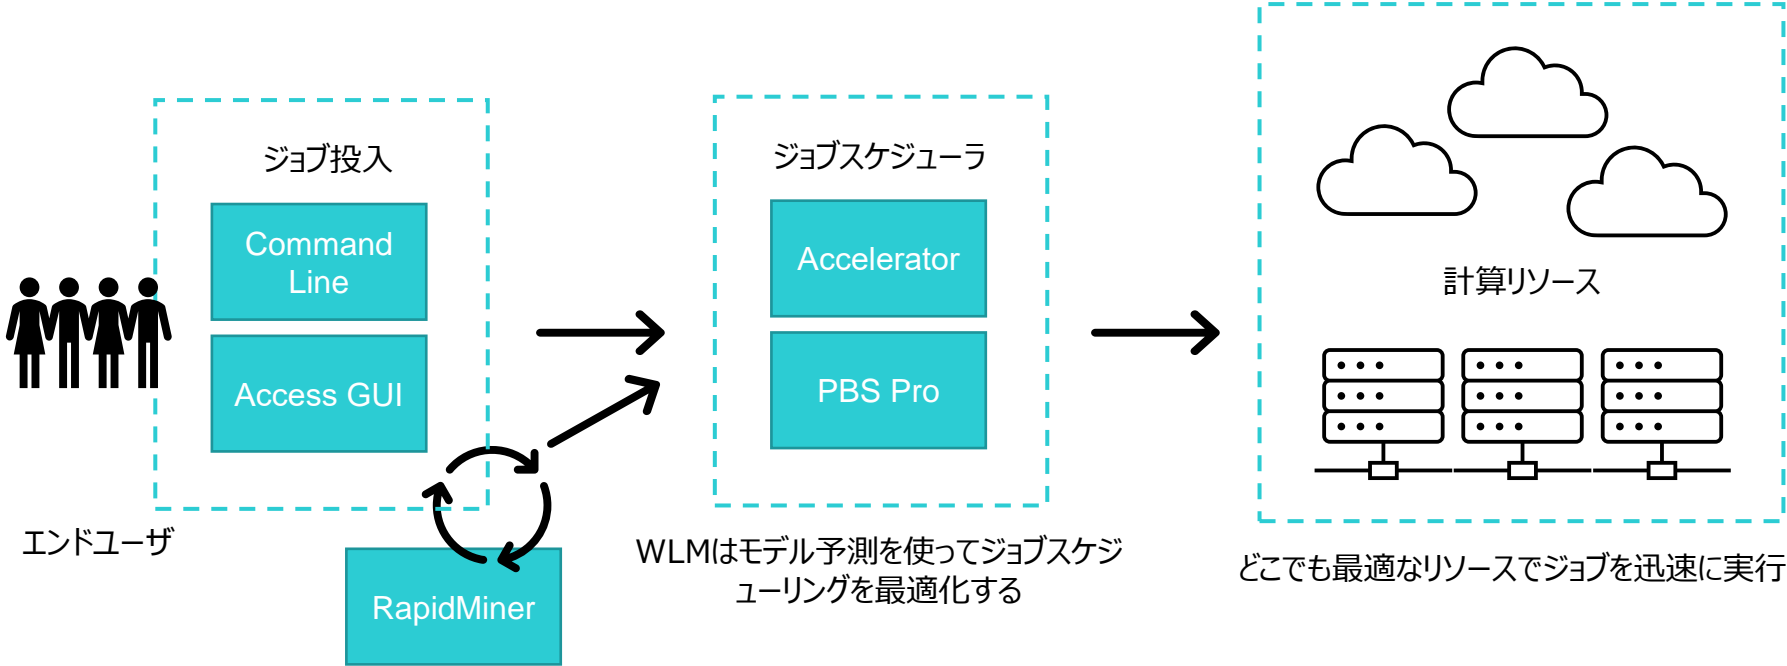 ジョブ投入
Command
Line
Access GUI
エンドユーザ
RapidMiner
ジョブスケジューラ
Accelerator
PBS Pro
WLMはモデル予測を使ってジョブスケジ
ューリングを最適化する
計算リソース
どこでも最適なリソースでジョブを迅速に実行